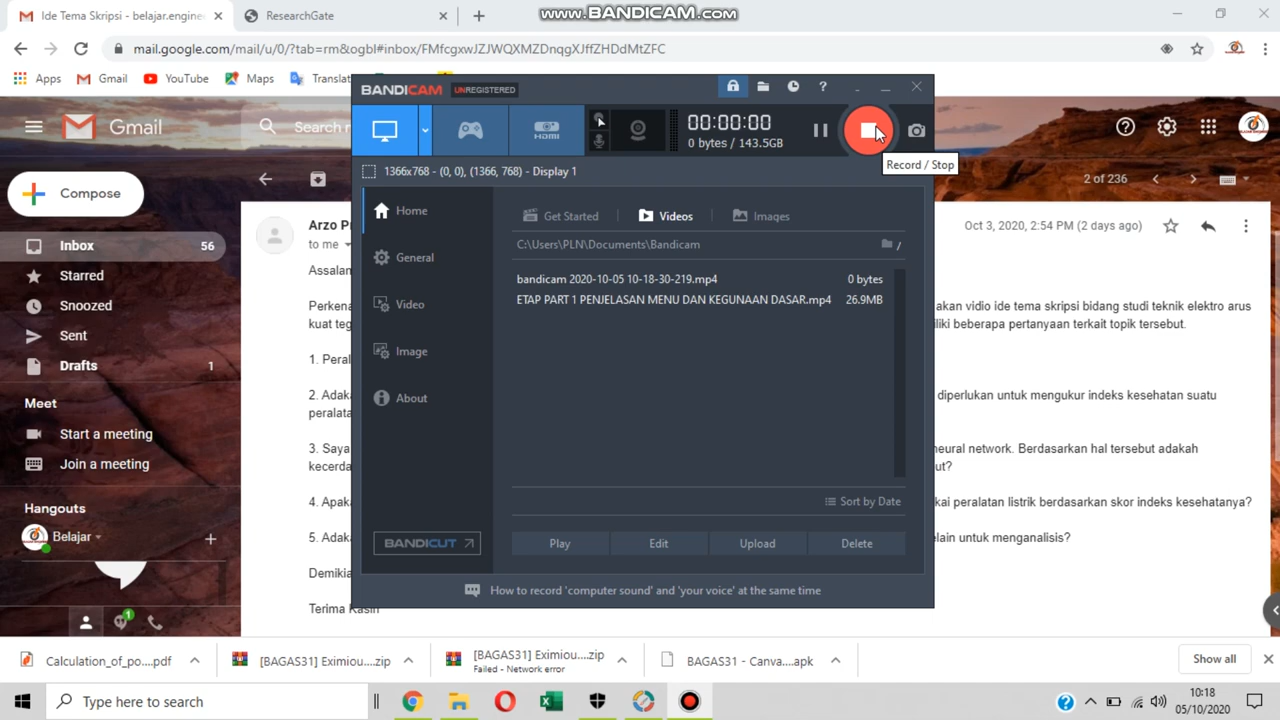 www.BANDICAM.com
Ide Tema Skripsi - belajar.engine
ResearchGate
mail.google.com/mail/u/0/?tab=rm&ogbl#inbox/FMfcgxwJZJWQXMZDnqgXJffZHDdMtZFC
Apps
Gmail
YouTube
Maps
Translat
BANDICAM
UNREGISTERED
Gmail
Search
HDMI
00:00:00
0 bytes / 143.5GB
Record / Stop
1366x768 - (0, 0), (1366, 768) - Display 1
Compose
2 of 236
Home
Get Started
Videos
Images
Arzo
Oct 3, 2020, 2:54 PM (2 days ago)
to me
Inbox
56
C:\Users\PLN\Documents\Bandicam
General
Assalan
Starred
bandicam 2020-10-05 10-18-30-219.mp4
0 bytes
ETAP PART 1 PENJELASAN MENU DAN KEGUNAAN DASAR.mp4
26.9MB
Snoozed
Video
Perkena
akan vidio ide tema skripsi bidang studi teknik elektro arus
kuat teg
iliki beberapa pertanyaan terkait topik tersebut.
Sent
Image
1. Peral
Drafts
1
2. Adaka
diperlukan untuk mengukur indeks kesehatan suatu
peralata
About
Meet
Start a meeting
3. Saya
neural network. Berdasarkan hal tersebut adakah
kecerda
ut?
Join a meeting
4. Apaka
kai peralatan listrik berdasarkan skor indeks kesehatanya?
Sort by Date
Hangouts
Belajar
5. Adaka
elain untuk menganalisis?
BANDICUT
Play
Edit
Upload
Delete
Demikia
How to record 'computer sound' and 'your voice' at the same time
Terima Kasih
1
Calculation_of_po....pdf
[BAGAS31] Eximiou....zip
[BAGAS31] Eximiou....zip
Failed - Network error
BAGAS31 - Canva....apk
Show all
Type here to search
10:18
05/10/2020